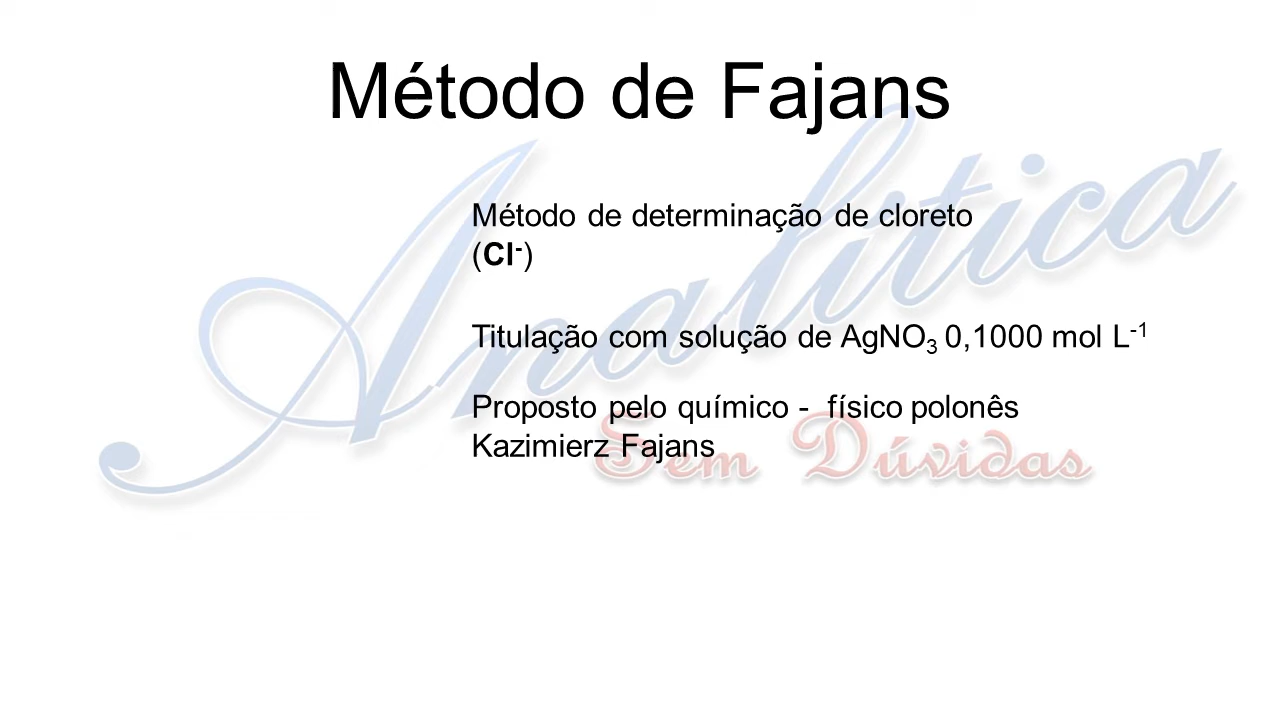 Método de Fajans
Método de determinação de cloreto
(Cl⁻)
Titulação com solução de AgNO₃ 0,1000 mol L⁻¹
Proposto pelo químico -  físico polonês
Kazimierz Fajans
Analítica
Sem Dúvidas